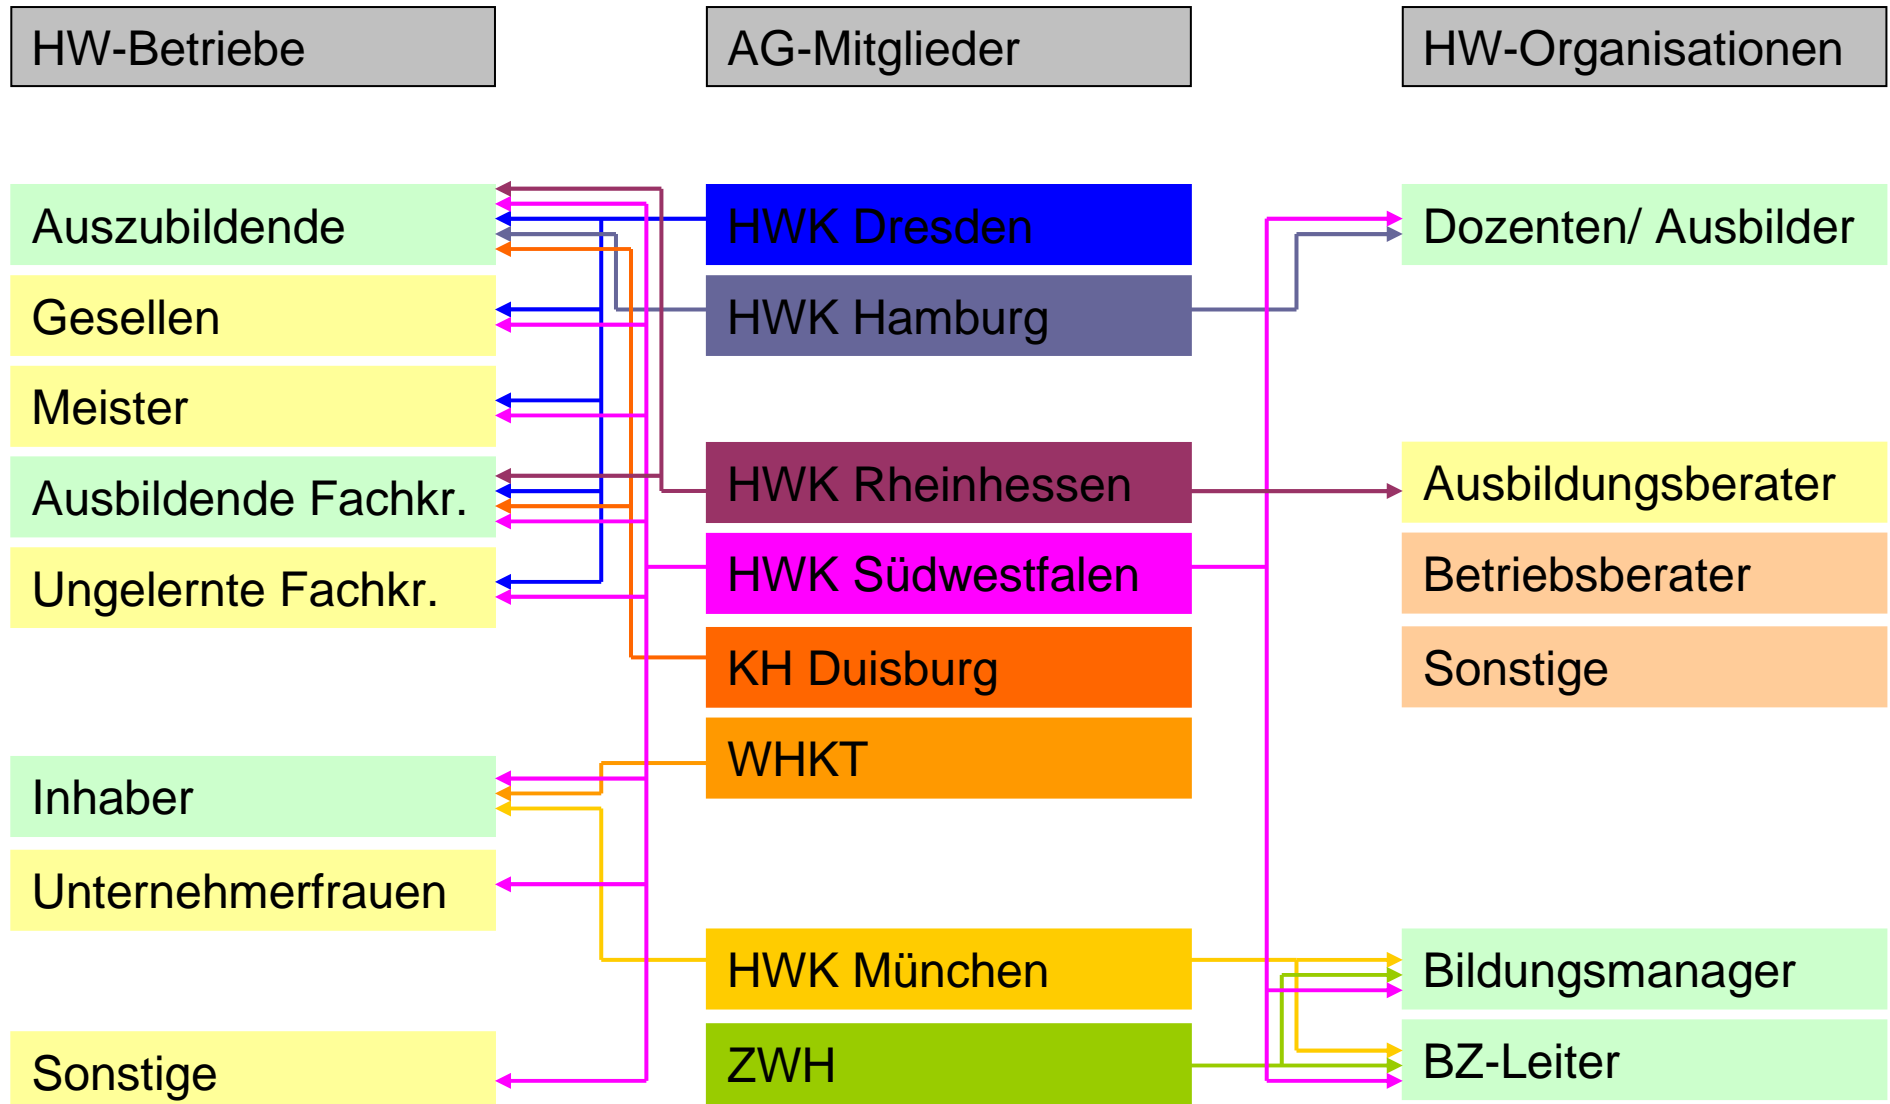 HW-Betriebe
AG-Mitglieder
HW-Organisationen
Auszubildende
Gesellen
Meister
Ausbildende Fachkr.
Ungelernte Fachkr.
Inhaber
Unternehmerfrauen
Sonstige
HWK Dresden
HWK Hamburg
HWK Rheinhessen
HWK Südwestfalen
KH Duisburg
WHKT
HWK München
ZWH
Dozenten/ Ausbilder
Ausbildungsberater
Betriebsberater
Sonstige
Bildungsmanager
BZ-Leiter